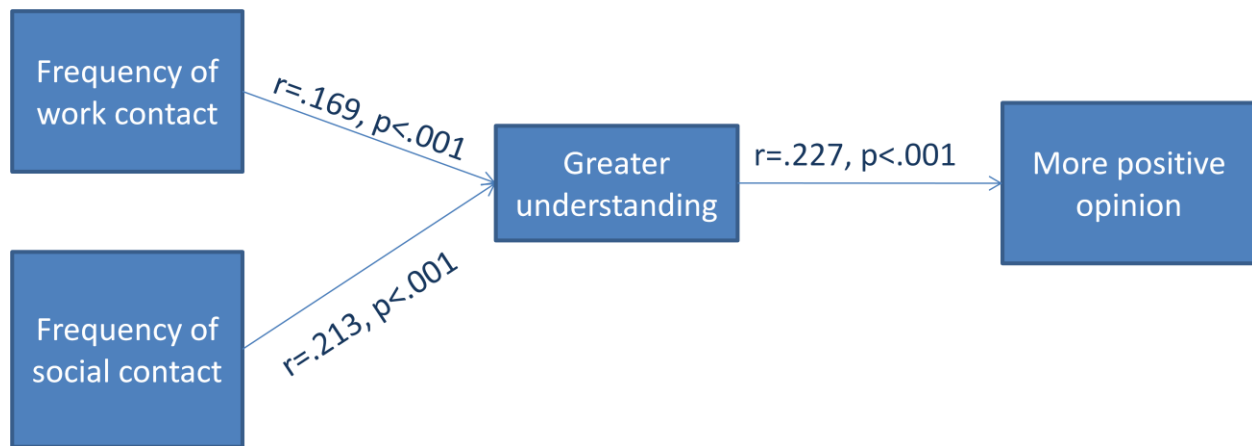 Frequency of
work contact
r=.169, p<.001
Frequency of
social contact
r=.213, p<.001
Greater
understanding
r=.227, p<.001
More positive
opinion